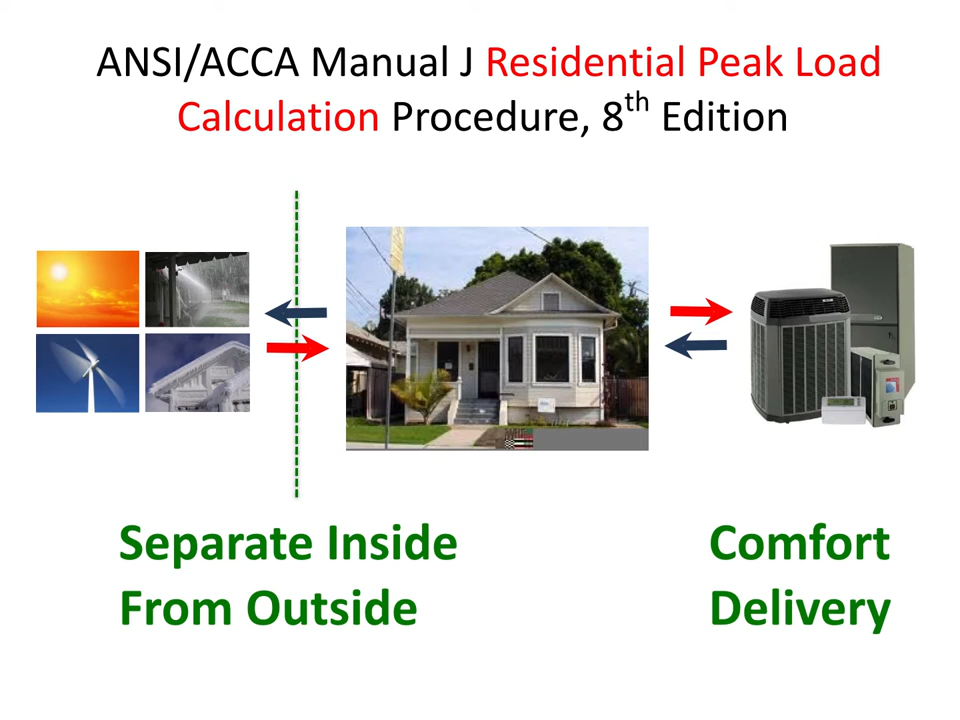 ANSI/ACCA Manual J Residential Peak Load
Calculation Procedure, 8th Edition
Separate Inside
From Outside
Comfort
Delivery